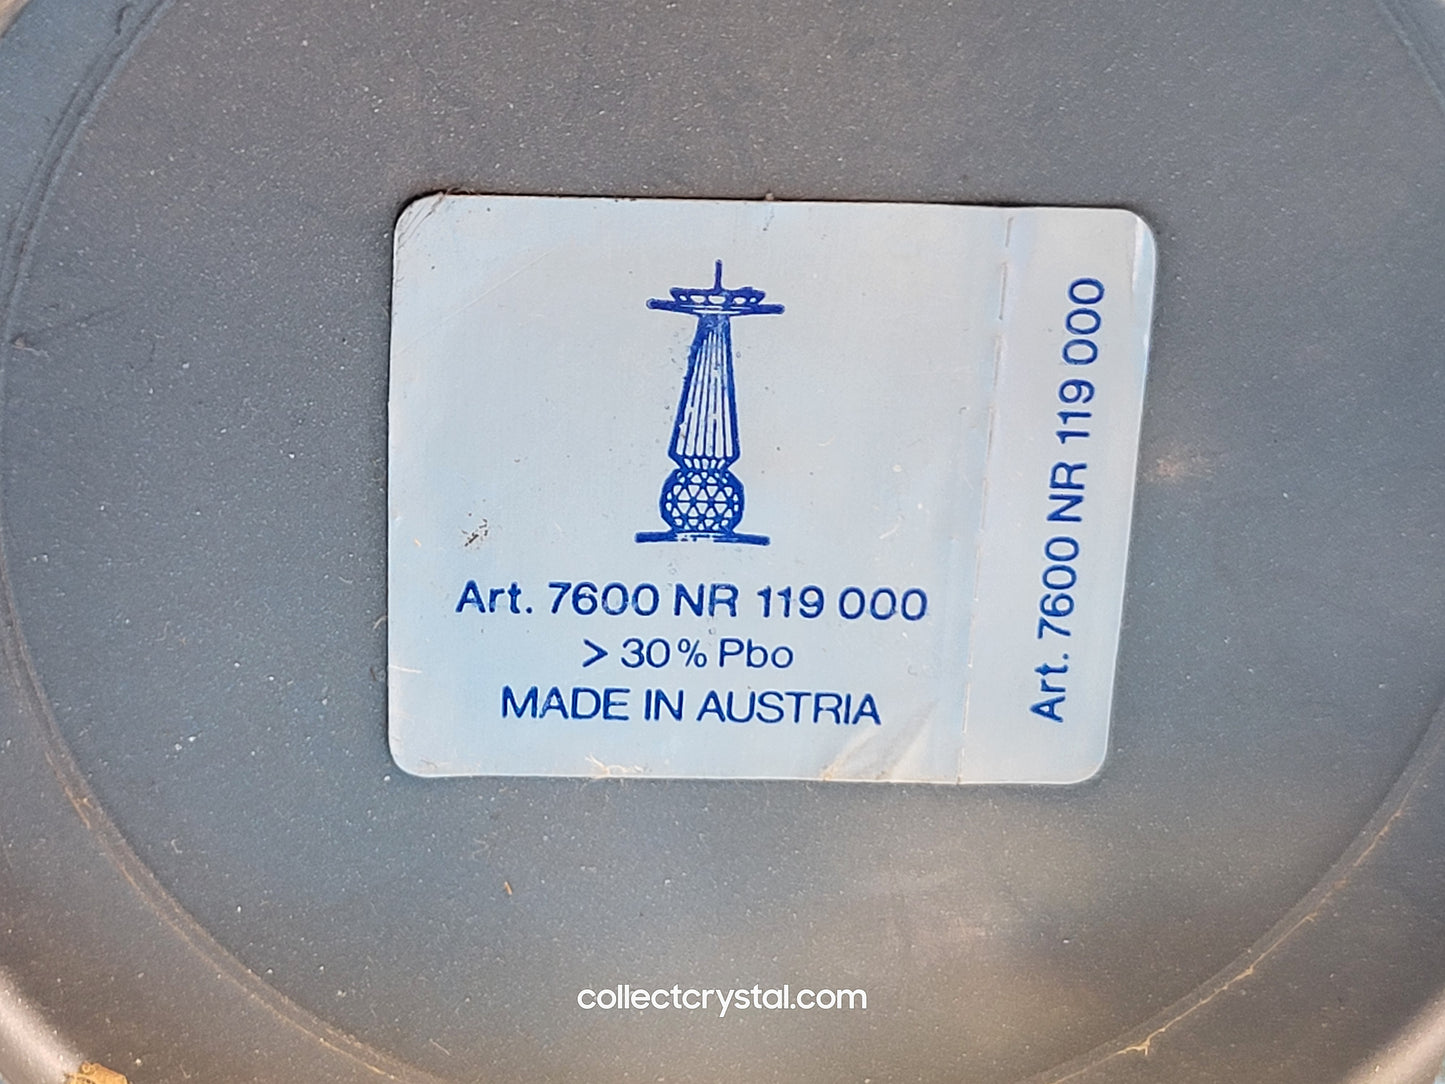 Art. 7600 NR 119 000
> 30% Pbo
MADE IN AUSTRIA
Art. 7600 NR 119 000
collectcrystal.com